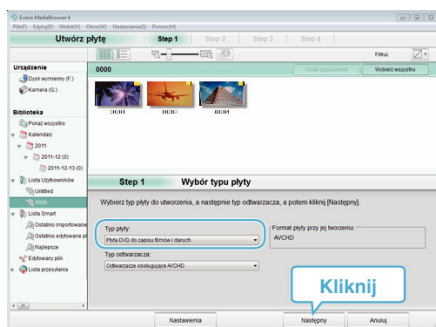 Everio MediaBrowser 4
Plik(F) Edytuj(E) Widok(V) Okno(W) Nastawienia(S) Pomoc(H)
Utwórz płytę Step 1 Step 2 Step 3 Step 4
Filtruj
Urządzenie
Dysk wymienny (F:)
Kamera (G:)
0000
Wybierz wszystko
Biblioteka
Pokaż wszystko
Kalendarz
2011
2011-12 (0)
2011-12-13 (0)
Lista Użytkowników
Untitled
Lista Smart
Ostatnio importowane
Ostatnio edytowane pl
Najlepsze
Edytowany plik
Lista przesyłania
Step 1 Wybór typu płyty
Wybierz typ płyty do utworzenia, a następnie typ odtwarzacza, a potem kliknij [Następny].
Typ płyty
Płyta DVD do zapisu filmów i danych
Typ odtwarzacza
Odtwarzacze obsługujące AVCHD
Format płyty przy jej tworzeniu
AVCHD
Kliknij
Nastawienia Następny Anuluj